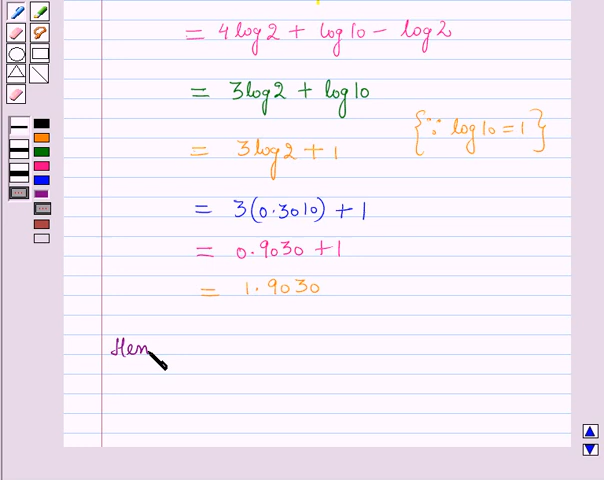 = 4log2 + log10 - log2
= 3log2 + log10
= 3log2 + 1 {∵ log10 = 1}
= 3(0.3010) + 1
= 0.9030 + 1
= 1.9030
Hen